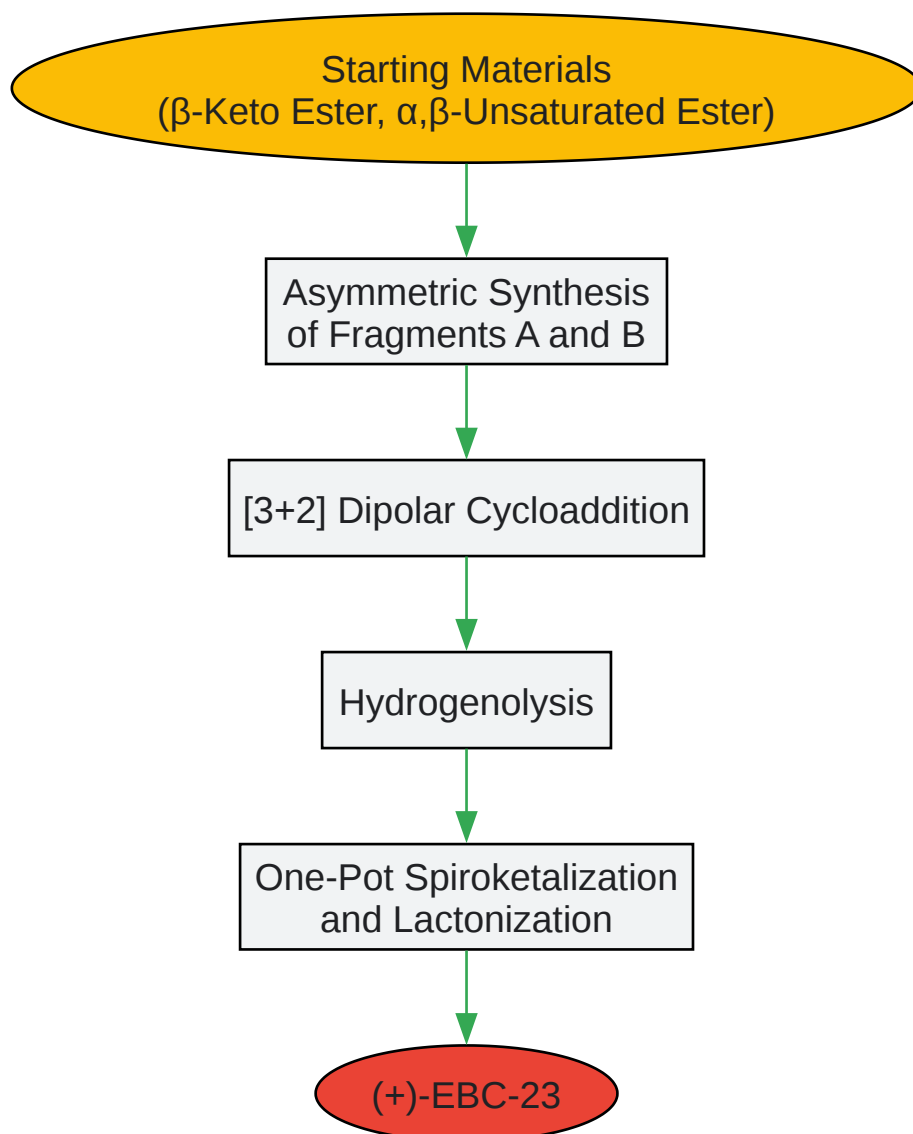 Starting Materials
(β-Keto Ester, α,β-Unsaturated Ester)
Asymmetric Synthesis
of Fragments A and B
[3+2] Dipolar Cycloaddition
Hydrogenolysis
One-Pot Spiroketalization
and Lactonization
(+)-EBC-23